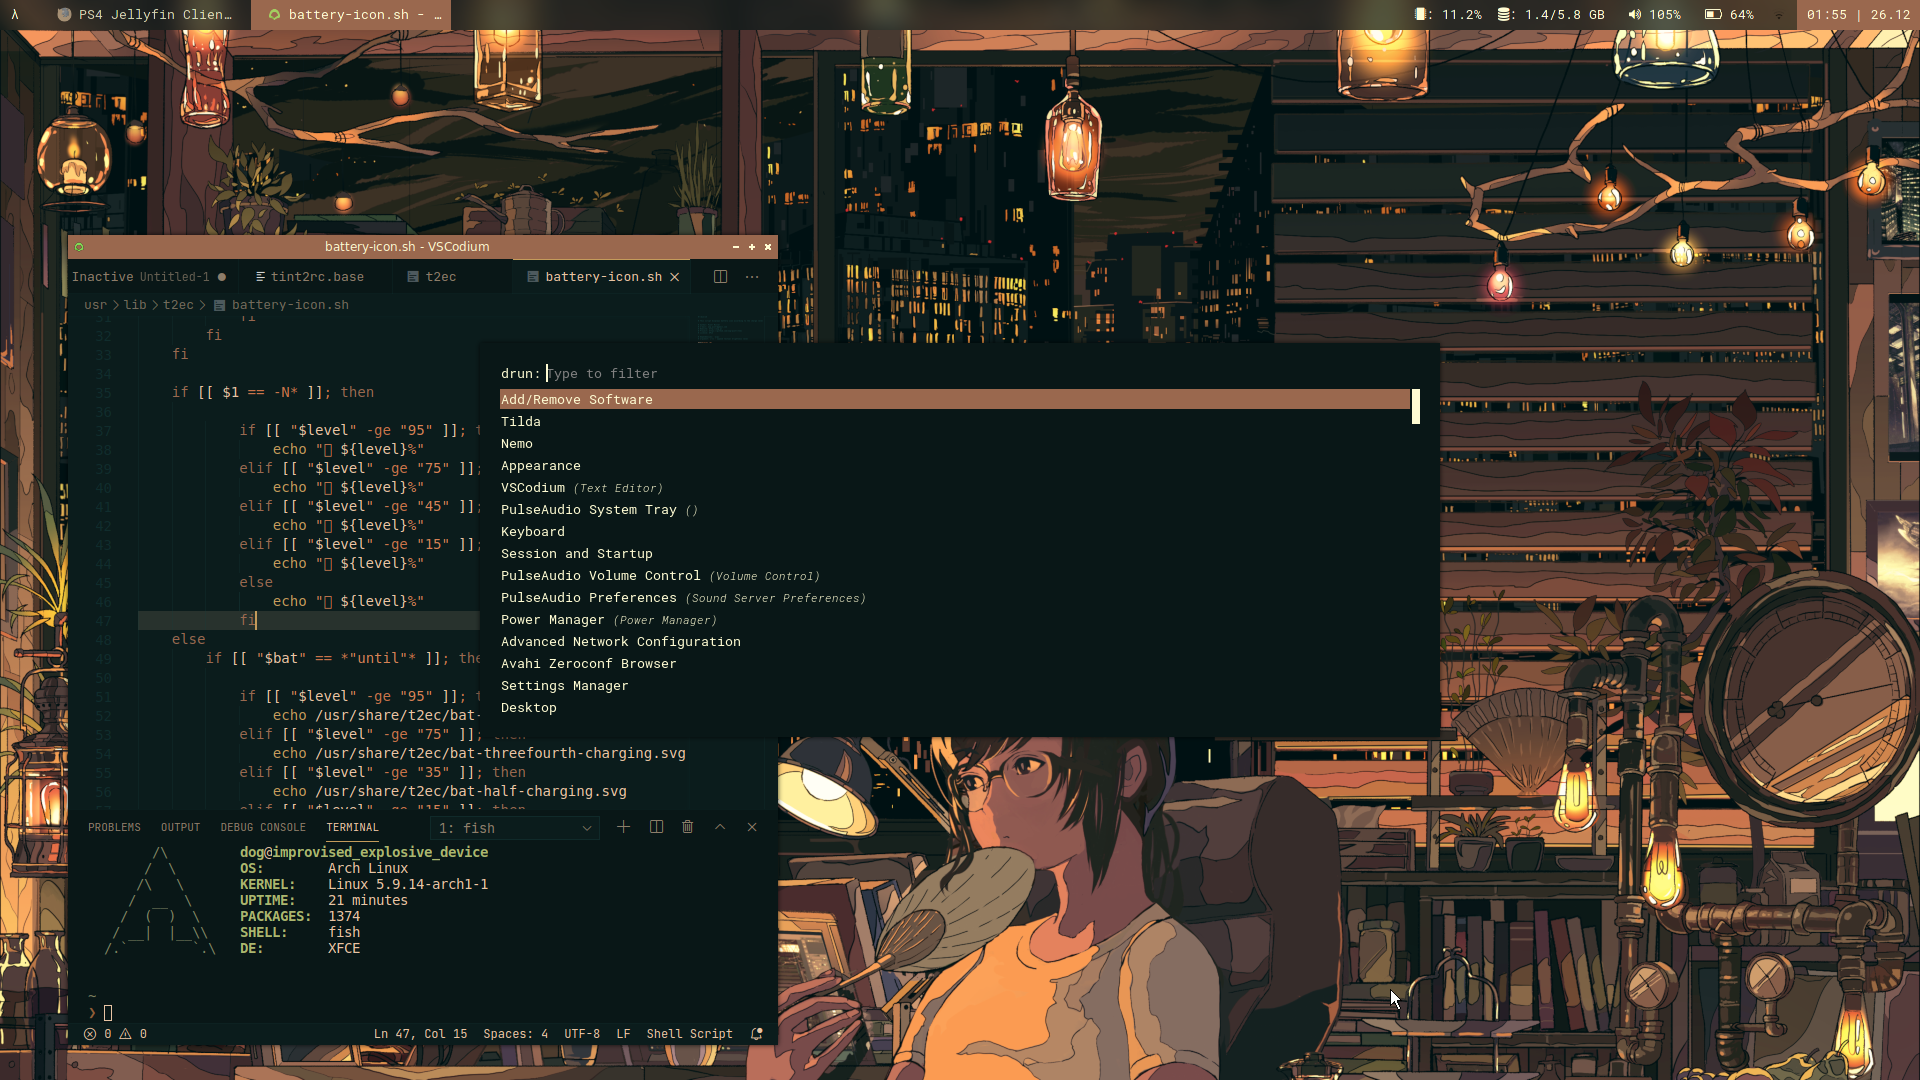 λ PS4 Jellyfin Clien… battery-icon.sh - …
: 11.2% : 1.4/5.8 GB 105% 64% 01:55 | 26.12
battery-icon.sh - VSCodium
Inactive Untitled-1 tint2rc.base t2ec battery-icon.sh
usr > lib > t2ec > battery-icon.sh
31 fi
32 fi
33 fi
34
35 if [[ $1 == -N* ]]; then
36
37 if [[ "$level" -ge "95" ]]; t
38 echo " ${level}%"
39 elif [[ "$level" -ge "75" ]];
40 echo " ${level}%"
41 elif [[ "$level" -ge "45" ]];
42 echo " ${level}%"
43 elif [[ "$level" -ge "15" ]];
44 echo " ${level}%"
45 else
46 echo " ${level}%"
47 fi
48 else
49 if [[ "$bat" == *"until"* ]]; the
50
51 if [[ "$level" -ge "95" ]]; t
52 echo /usr/share/t2ec/bat-
53 elif [[ "$level" -ge "75" ]]; then
54 echo /usr/share/t2ec/bat-threefourth-charging.svg
55 elif [[ "$level" -ge "35" ]]; then
56 echo /usr/share/t2ec/bat-half-charging.svg
57 elif [[ "$level" -ge "15" ]]; then
drun: Type to filter
Add/Remove Software
Tilda
Nemo
Appearance
VSCodium (Text Editor)
PulseAudio System Tray ()
Keyboard
Session and Startup
PulseAudio Volume Control (Volume Control)
PulseAudio Preferences (Sound Server Preferences)
Power Manager (Power Manager)
Advanced Network Configuration
Avahi Zeroconf Browser
Settings Manager
Desktop
PROBLEMS OUTPUT DEBUG CONSOLE TERMINAL 1: fish
dog@improvised_explosive_device
OS: Arch Linux
KERNEL: Linux 5.9.14-arch1-1
UPTIME: 21 minutes
PACKAGES: 1374
SHELL: fish
DE: XFCE
~
❯
0 0 Ln 47, Col 15 Spaces: 4 UTF-8 LF Shell Script